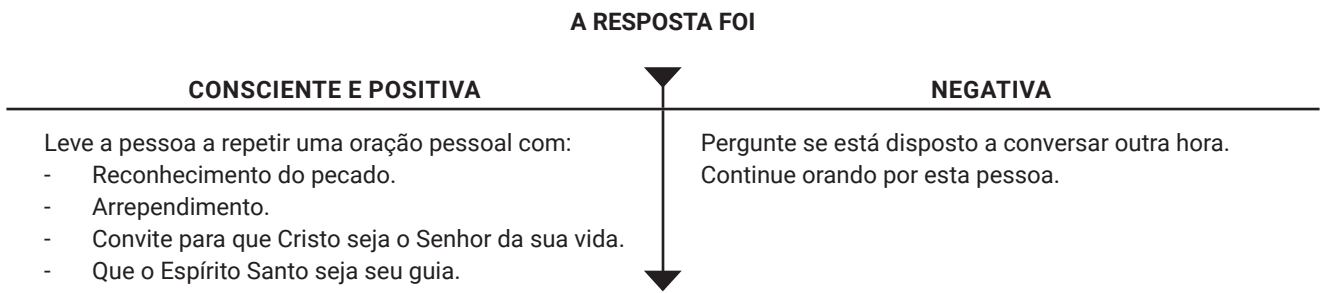 A RESPOSTA FOI
CONSCIENTE E POSITIVA
Leve a pessoa a repetir uma oração pessoal com:
- Reconhecimento do pecado.
- Arrependimento.
- Convite para que Cristo seja o Senhor da sua vida.
- Que o Espírito Santo seja seu guia.
NEGATIVA
Pergunte se está disposto a conversar outra hora.
Continue orando por esta pessoa.